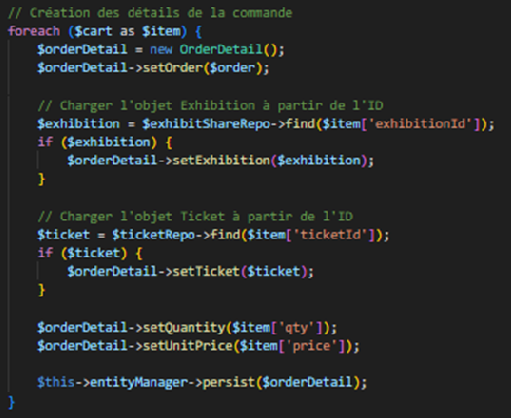 // Création des détails de la commande
foreach ($cart as $item) {
    $orderDetail = new OrderDetail();
    $orderDetail->setOrder($order);

    // Charger l'objet Exhibition à partir de l'ID
    $exhibition = $exhibitShareRepo->find($item['exhibitionId']);
    if ($exhibition) {
        $orderDetail->setExhibition($exhibition);
    }

    // Charger l'objet Ticket à partir de l'ID
    $ticket = $ticketRepo->find($item['ticketId']);
    if ($ticket) {
        $orderDetail->setTicket($ticket);
    }

    $orderDetail->setQuantity($item['qty']);
    $orderDetail->setUnitPrice($item['price']);

    $this->entityManager->persist($orderDetail);
}